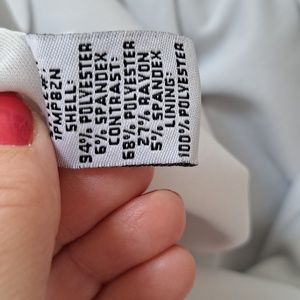 SHELL:
94% POLYESTER
6% SPANDEX
CONTRAST:
68% POLYESTER
27% RAYON
5% SPANDEX
LINING:
100% POLYESTER